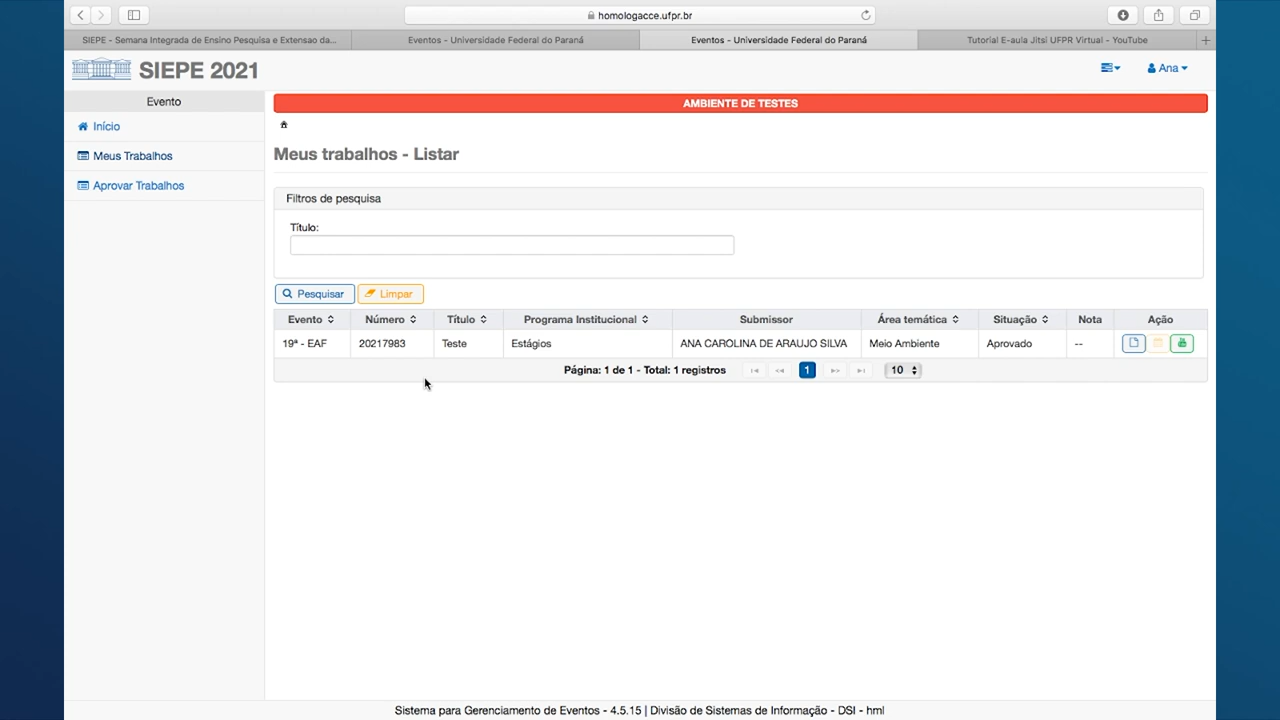 homologacce.ufpr.br
SIEPE - Semana Integrada de Ensino Pesquisa e Extensao da...
Eventos - Universidade Federal do Paraná
Eventos - Universidade Federal do Paraná
Tutorial E-aula Jitsi UFPR Virtual - YouTube
SIEPE 2021
Ana
Evento
Início
Meus Trabalhos
Aprovar Trabalhos
AMBIENTE DE TESTES
Meus trabalhos - Listar
Filtros de pesquisa
Título:
Pesquisar
Limpar
Evento Número Título Programa Institucional Submissor Área temática Situação Nota Ação
19ª - EAF 20217983 Teste Estágios ANA CAROLINA DE ARAUJO SILVA Meio Ambiente Aprovado --
Página: 1 de 1 - Total: 1 registros 1 10
Sistema para Gerenciamento de Eventos - 4.5.15 | Divisão de Sistemas de Informação - DSI - hml